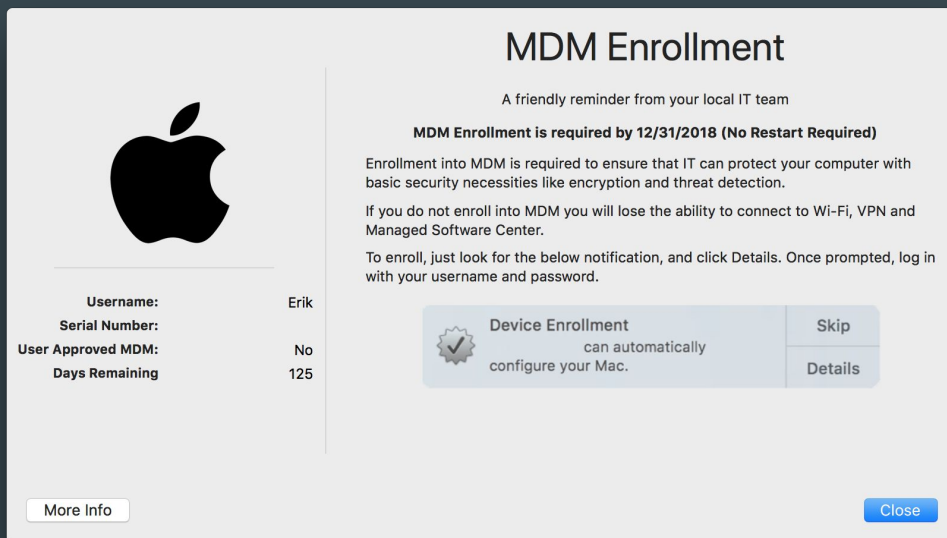 MDM Enrollment
A friendly reminder from your local IT team
MDM Enrollment is required by 12/31/2018 (No Restart Required)
Enrollment into MDM is required to ensure that IT can protect your computer with
basic security necessities like encryption and threat detection.
If you do not enroll into MDM you will lose the ability to connect to Wi-Fi, VPN and
Managed Software Center.
To enroll, just look for the below notification, and click Details. Once prompted, log in
with your username and password.
Username: Erik
Serial Number:
User Approved MDM: No
Days Remaining 125
Device Enrollment
can automatically
configure your Mac.
Skip
Details
More Info
Close